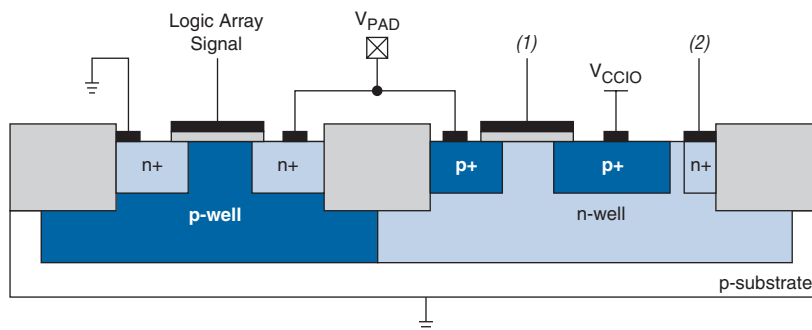 Logic Array
Signal
VPAD
(1)
(2)
VCCIO
n+
n+
p+
p+
n+
p-well
n-well
p-substrate